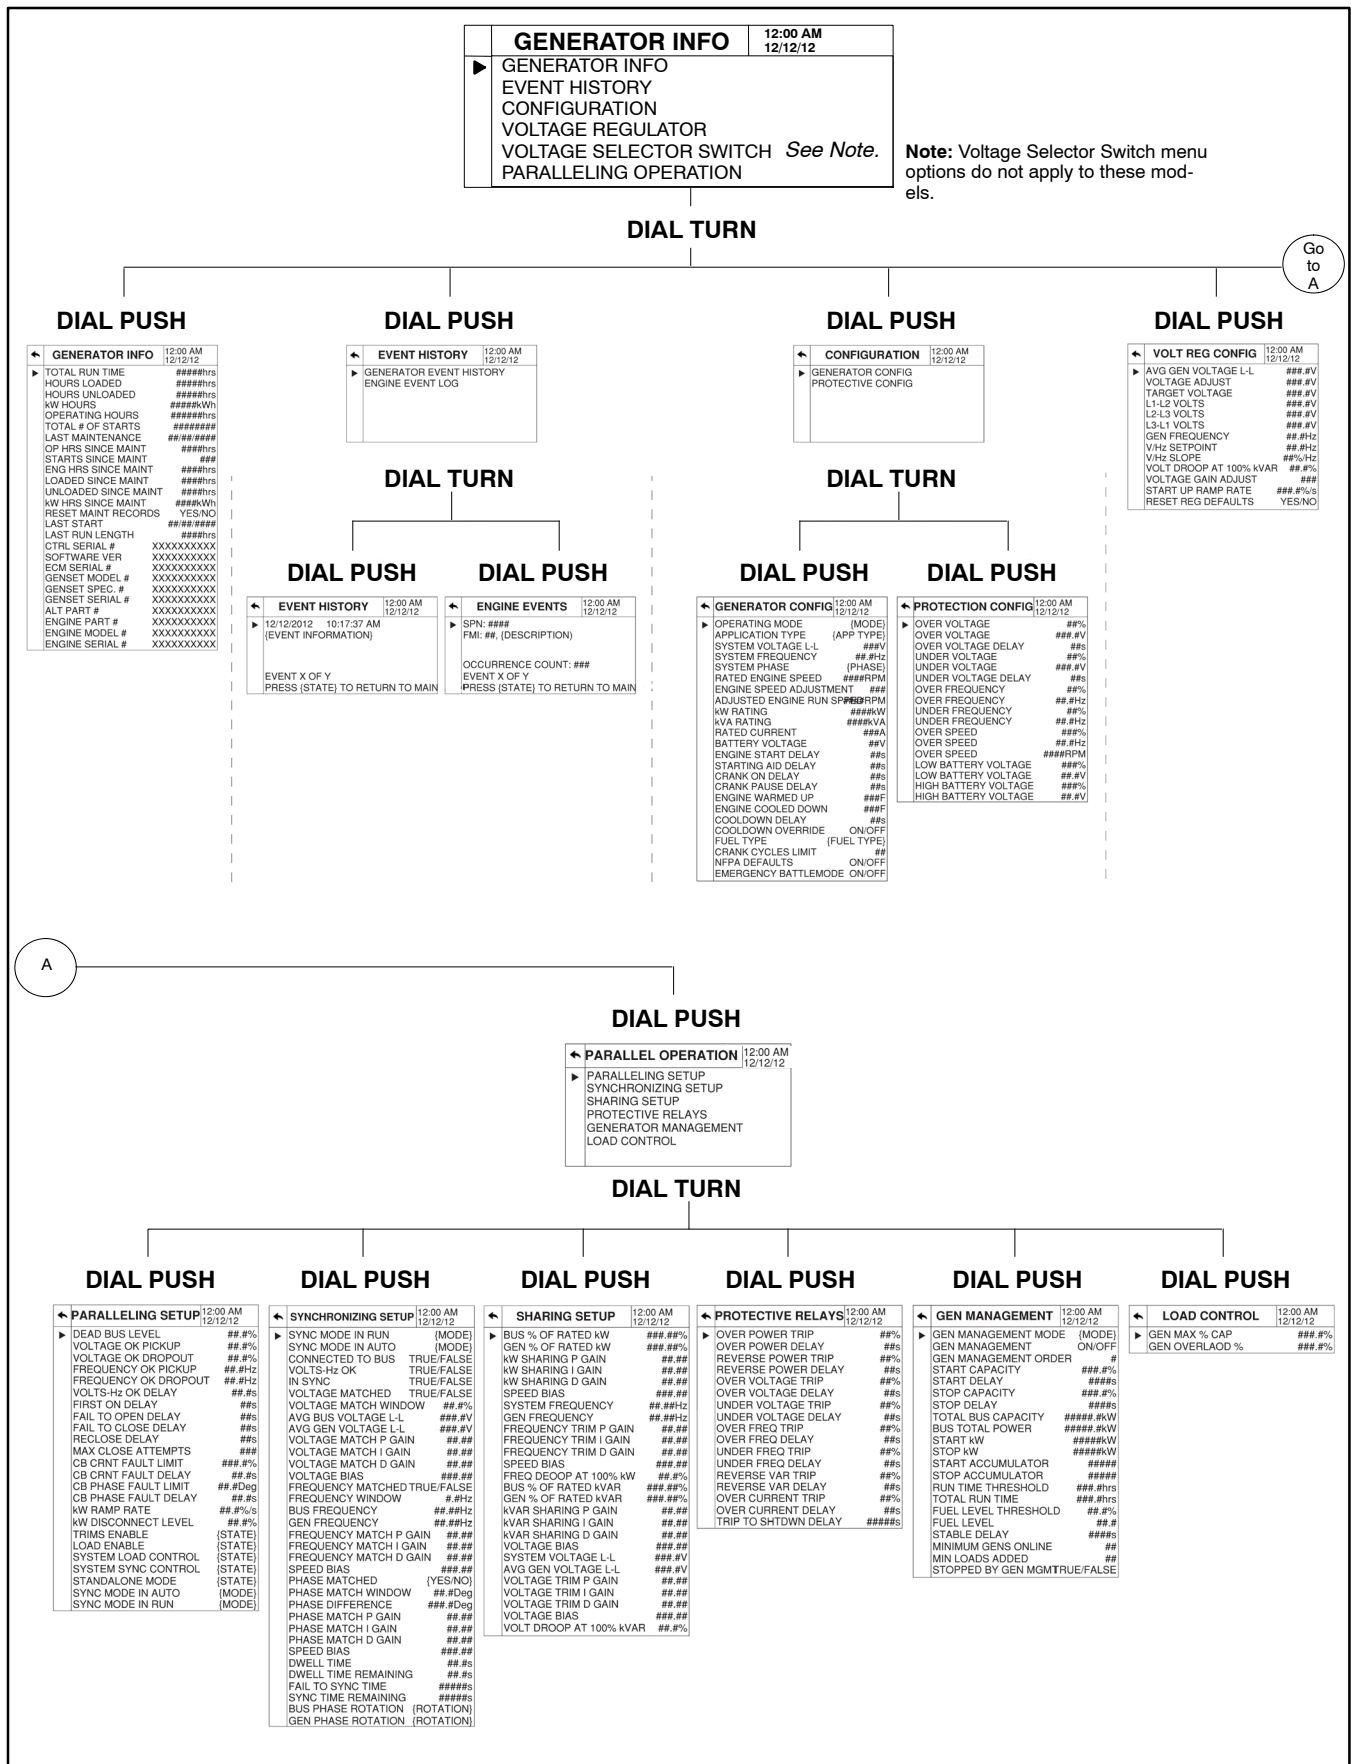 GENERATOR INFO 12:00 AM
12/12/12
▶ GENERATOR INFO
EVENT HISTORY
CONFIGURATION
VOLTAGE REGULATOR
VOLTAGE SELECTOR SWITCH See Note.
PARALLELING OPERATION
Note: Voltage Selector Switch menu
options do not apply to these mod-
els.
DIAL TURN
Go
to
A
DIAL PUSH
GENERATOR INFO 12:00 AM
12/12/12
▶ TOTAL RUN TIME #####hrs
HOURS LOADED #####hrs
HOURS UNLOADED #####hrs
kW HOURS #####kWh
OPERATING HOURS ######hrs
TOTAL # OF STARTS ########
LAST MAINTENANCE ##/##/####
OP HRS SINCE MAINT ####hrs
STARTS SINCE MAINT ###
ENG HRS SINCE MAINT ####hrs
LOADED SINCE MAINT ####hrs
UNLOADED SINCE MAINT ####hrs
kW HRS SINCE MAINT ####kWh
RESET MAINT RECORDS YES/NO
LAST START ##/##/####
LAST RUN LENGTH ####hrs
CTRL SERIAL # XXXXXXXXXX
SOFTWARE VER XXXXXXXXXX
ECM SERIAL # XXXXXXXXXX
GENSET MODEL # XXXXXXXXXX
GENSET SPEC. # XXXXXXXXXX
GENSET SERIAL # XXXXXXXXXX
ALT PART # XXXXXXXXXX
ENGINE PART # XXXXXXXXXX
ENGINE MODEL # XXXXXXXXXX
ENGINE SERIAL # XXXXXXXXXX
DIAL PUSH
EVENT HISTORY 12:00 AM
12/12/12
▶ GENERATOR EVENT HISTORY
ENGINE EVENT LOG
DIAL TURN
DIAL PUSH
EVENT HISTORY 12:00 AM
12/12/12
▶ 12/12/2012 10:17:37 AM
{EVENT INFORMATION}
EVENT X OF Y
PRESS {STATE} TO RETURN TO MAIN
DIAL PUSH
ENGINE EVENTS 12:00 AM
12/12/12
▶ SPN: ####
FMI: ##, {DESCRIPTION)
OCCURRENCE COUNT: ###
EVENT X OF Y
PRESS {STATE} TO RETURN TO MAIN
DIAL PUSH
CONFIGURATION 12:00 AM
12/12/12
▶ GENERATOR CONFIG
PROTECTIVE CONFIG
DIAL TURN
DIAL PUSH
GENERATOR CONFIG 12:00 AM
12/12/12
▶ OPERATING MODE {MODE}
APPLICATION TYPE {APP TYPE}
SYSTEM VOLTAGE L-L ###V
SYSTEM FREQUENCY ##.#Hz
SYSTEM PHASE {PHASE}
RATED ENGINE SPEED ####RPM
ENGINE SPEED ADJUSTMENT ###
ADJUSTED ENGINE RUN SPEED ####RPM
kW RATING ####kW
kVA RATING ####kVA
RATED CURRENT ###A
BATTERY VOLTAGE ##V
ENGINE START DELAY ##s
STARTING AID DELAY ##s
CRANK ON DELAY ##s
CRANK PAUSE DELAY ##s
ENGINE WARMED UP ###F
ENGINE COOLED DOWN ###F
COOLDOWN DELAY ##s
COOLDOWN OVERRIDE ON/OFF
FUEL TYPE {FUEL TYPE}
CRANK CYCLES LIMIT ##
NFPA DEFAULTS ON/OFF
EMERGENCY BATTLEMODE ON/OFF
DIAL PUSH
PROTECTION CONFIG 12:00 AM
12/12/12
▶ OVER VOLTAGE ##%
OVER VOLTAGE ###.#V
OVER VOLTAGE DELAY ##s
UNDER VOLTAGE ##%
UNDER VOLTAGE ###.#V
UNDER VOLTAGE DELAY ##s
OVER FREQUENCY ##%
OVER FREQUENCY ##.#Hz
UNDER FREQUENCY ##%
UNDER FREQUENCY ##.#Hz
OVER SPEED ###%
OVER SPEED ##.#Hz
OVER SPEED ####RPM
LOW BATTERY VOLTAGE ###%
LOW BATTERY VOLTAGE ##.#V
HIGH BATTERY VOLTAGE ###%
HIGH BATTERY VOLTAGE ##.#V
DIAL PUSH
VOLT REG CONFIG 12:00 AM
12/12/12
▶ AVG GEN VOLTAGE L-L ###.#V
VOLTAGE ADJUST ###.#V
TARGET VOLTAGE ###.#V
L1-L2 VOLTS ###.#V
L2-L3 VOLTS ###.#V
L3-L1 VOLTS ###.#V
GEN FREQUENCY ##.#Hz
V/Hz SETPOINT ##.#Hz
V/Hz SLOPE ##%/Hz
VOLT DROOP AT 100% kVAR ##.#%
VOLTAGE GAIN ADJUST ###
START UP RAMP RATE ###.#%/s
RESET REG DEFAULTS YES/NO
A
DIAL PUSH
PARALLEL OPERATION 12:00 AM
12/12/12
▶ PARALLELING SETUP
SYNCHRONIZING SETUP
SHARING SETUP
PROTECTIVE RELAYS
GENERATOR MANAGEMENT
LOAD CONTROL
DIAL TURN
DIAL PUSH
PARALLELING SETUP 12:00 AM
12/12/12
▶ DEAD BUS LEVEL ##.#%
VOLTAGE OK PICKUP ##.#%
VOLTAGE OK DROPOUT ##.#%
FREQUENCY OK PICKUP ##.#Hz
FREQUENCY OK DROPOUT ##.#Hz
VOLTS-Hz OK DELAY ##.#s
FIRST ON DELAY ##s
FAIL TO OPEN DELAY ##s
FAIL TO CLOSE DELAY ##s
RECLOSE DELAY ##s
MAX CLOSE ATTEMPTS ###
CB CRNT FAULT LIMIT ###.#%
CB CRNT FAULT DELAY ##.#s
CB PHASE FAULT LIMIT ##.#Deg
CB PHASE FAULT DELAY ##.#s
kW RAMP RATE ##.#%/s
kW DISCONNECT LEVEL ##.#%
TRIMS ENABLE {STATE}
LOAD ENABLE {STATE}
SYSTEM LOAD CONTROL {STATE}
SYSTEM SYNC CONTROL {STATE}
STANDALONE MODE {STATE}
SYNC MODE IN AUTO {MODE}
SYNC MODE IN RUN {MODE}
DIAL PUSH
SYNCHRONIZING SETUP 12:00 AM
12/12/12
▶ SYNC MODE IN RUN {MODE}
SYNC MODE IN AUTO {MODE}
CONNECTED TO BUS TRUE/FALSE
VOLTS-Hz OK TRUE/FALSE
IN SYNC TRUE/FALSE
VOLTAGE MATCHED TRUE/FALSE
VOLTAGE MATCH WINDOW ##.#%
AVG BUS VOLTAGE L-L ###.#V
AVG GEN VOLTAGE L-L ###.#V
VOLTAGE MATCH P GAIN ##.##
VOLTAGE MATCH I GAIN ##.##
VOLTAGE MATCH D GAIN ##.##
VOLTAGE BIAS ###.##
FREQUENCY MATCHED TRUE/FALSE
FREQUENCY WINDOW #.#Hz
BUS FREQUENCY ##.##Hz
GEN FREQUENCY ##.##Hz
FREQUENCY MATCH P GAIN ##.##
FREQUENCY MATCH I GAIN ##.##
FREQUENCY MATCH D GAIN ##.##
SPEED BIAS ###.##
PHASE MATCHED {YES/NO}
PHASE MATCH WINDOW ##.#Deg
PHASE DIFFERENCE ###.#Deg
PHASE MATCH P GAIN ##.##
PHASE MATCH I GAIN ##.##
PHASE MATCH D GAIN ##.##
SPEED BIAS ###.##
DWELL TIME ##.#s
DWELL TIME REMAINING ##.#s
FAIL TO SYNC TIME #####s
SYNC TIME REMAINING #####s
BUS PHASE ROTATION {ROTATION}
GEN PHASE ROTATION {ROTATION}
DIAL PUSH
SHARING SETUP 12:00 AM
12/12/12
▶ BUS % OF RATED kW ###.##%
GEN % OF RATED kW ###.##%
kW SHARING P GAIN ##.##
kW SHARING I GAIN ##.##
kW SHARING D GAIN ##.##
SPEED BIAS ###.##
SYSTEM FREQUENCY ##.##Hz
GEN FREQUENCY ##.##Hz
FREQUENCY TRIM P GAIN ##.##
FREQUENCY TRIM I GAIN ##.##
FREQUENCY TRIM D GAIN ##.##
SPEED BIAS ###.##
FREQ DEOOP AT 100% kW ##.#%
BUS % OF RATED kVAR ###.##%
GEN % OF RATED kVAR ###.##%
kVAR SHARING P GAIN ##.##
kVAR SHARING I GAIN ##.##
kVAR SHARING D GAIN ##.##
VOLTAGE BIAS ###.##
SYSTEM VOLTAGE L-L ###.#V
AVG GEN VOLTAGE L-L ###.#V
VOLTAGE TRIM P GAIN ##.##
VOLTAGE TRIM I GAIN ##.##
VOLTAGE TRIM D GAIN ##.##
VOLTAGE BIAS ###.##
VOLT DROOP AT 100% kVAR ##.#%
DIAL PUSH
PROTECTIVE RELAYS 12:00 AM
12/12/12
▶ OVER POWER TRIP ##%
OVER POWER DELAY ##s
REVERSE POWER TRIP ##%
REVERSE POWER DELAY ##s
OVER VOLTAGE TRIP ##%
OVER VOLTAGE DELAY ##s
UNDER VOLTAGE TRIP ##%
UNDER VOLTAGE DELAY ##s
OVER FREQ TRIP ##%
OVER FREQ DELAY ##s
UNDER FREQ TRIP ##%
UNDER FREQ DELAY ##s
REVERSE VAR TRIP ##%
REVERSE VAR DELAY ##s
OVER CURRENT TRIP ##%
OVER CURRENT DELAY ##s
TRIP TO SHTDWN DELAY #####s
DIAL PUSH
GEN MANAGEMENT 12:00 AM
12/12/12
▶ GEN MANAGEMENT MODE {MODE}
GEN MANAGEMENT ON/OFF
GEN MANAGEMENT ORDER #
START CAPACITY ###.#%
START DELAY ####s
STOP CAPACITY ###.#%
STOP DELAY ####s
TOTAL BUS CAPACITY #####.#kW
BUS TOTAL POWER #####.#kW
START kW #####kW
STOP kW #####kW
START ACCUMULATOR #####
STOP ACCUMULATOR #####
RUN TIME THRESHOLD ###.#hrs
TOTAL RUN TIME ###.#hrs
FUEL LEVEL THRESHOLD ##.#%
FUEL LEVEL ##.#
STABLE DELAY ####s
MINIMUM GENS ONLINE ##
MIN LOADS ADDED ##
STOPPED BY GEN MGMT TRUE/FALSE
DIAL PUSH
LOAD CONTROL 12:00 AM
12/12/12
▶ GEN MAX % CAP ###.#%
GEN OVERLAOD % ###.#%